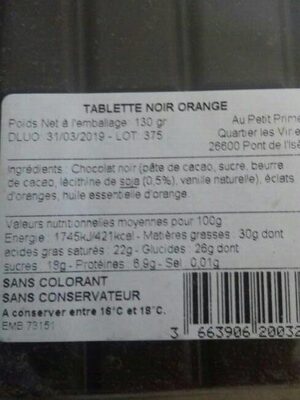 TABLETTE NOIR ORANGE
Poids Net à l'emballage: 130 gr
DLUO: 31/03/2019 - LOT: 375
Au Petit Prime
Quartier les Vir e
26600 Pont de l'Isè
Ingrédients : Chocolat noir (pâte de cacao, sucre, beurre
de cacao, lécithine de soja (0,5%), vanille naturelle), éclats
d'oranges, huile essentielle d'orange.
Valeurs nutritionnelles moyennes pour 100g
Energie : 1745kJ/421kcal - Matières grasses : 30g dont
acides gras saturés : 22g - Glucides : 26g dont
sucres : 18g - Protéines : 6,9g - Sel : 0,01g
SANS COLORANT
SANS CONSERVATEUR
A conserver entre 16°C et 18°C.
EMB 73151
3 663906 20032